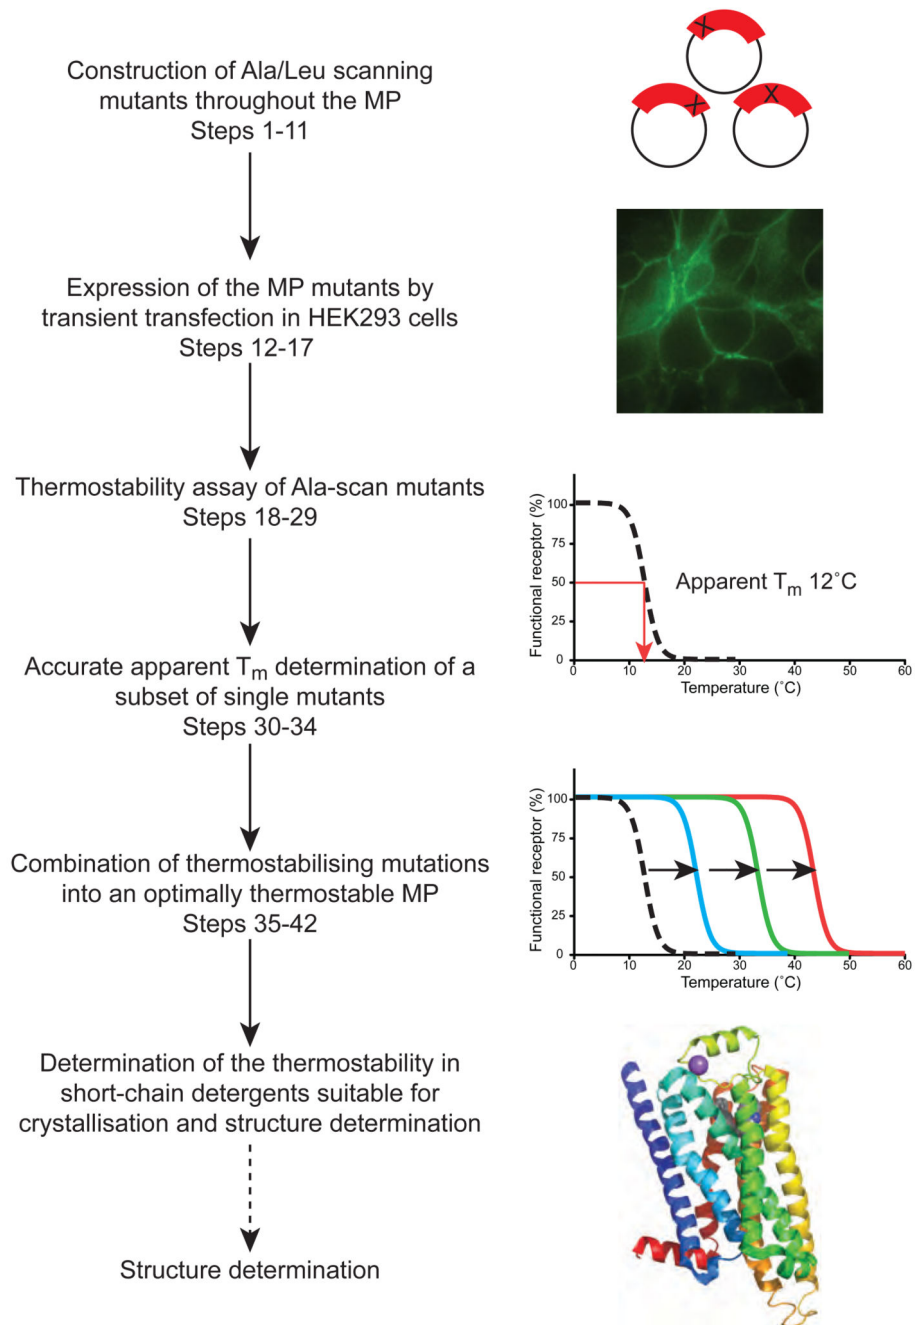 Construction of Ala/Leu scanning
mutants throughout the MP
Steps 1-11
X
X
X
Expression of the MP mutants by
transient transfection in HEK293 cells
Steps 12-17
Thermostability assay of Ala-scan mutants
Steps 18-29
Functional receptor (%)
100
75
50
25
0
0 10 20 30 40 50 60
Temperature (˚C)
Apparent Tm 12˚C
Accurate apparent Tm determination of a
subset of single mutants
Steps 30-34
Functional receptor (%)
100
75
50
25
0
0 10 20 30 40 50 60
Temperature (˚C)
Combination of thermostabilising mutations
into an optimally thermostable MP
Steps 35-42
Determination of the thermostability in
short-chain detergents suitable for
crystallisation and structure determination
Structure determination